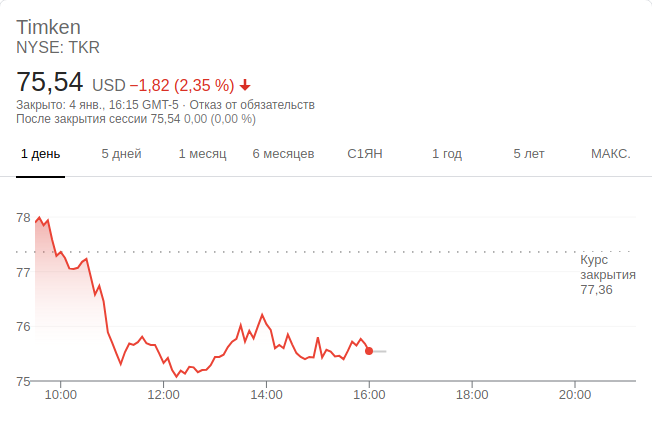 Timken
NYSE: TKR
75,54 USD −1,82 (2,35 %)
Закрыто: 4 янв., 16:15 GMT-5 · Отказ от обязательств
После закрытия сессии 75,54 0,00 (0,00 %)
1 день 5 дней 1 месяц 6 месяцев С1ЯН 1 год 5 лет МАКС.
78
Курс
закрытия
77,36
77
76
75
10:00 12:00 14:00 16:00 18:00 20:00